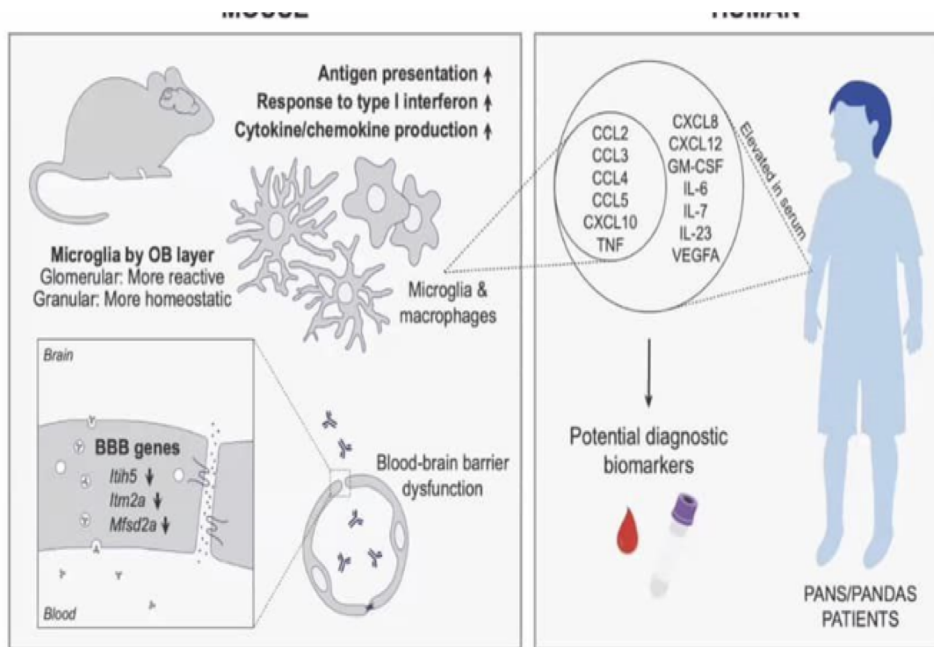 MOUSE
HUMAN
Antigen presentation ↑
Response to type I interferon ↑
Cytokine/chemokine production ↑
Microglia by OB layer
Glomerular: More reactive
Granular: More homeostatic
Microglia &
macrophages
Brain
BBB genes
Itih5 ↓
Itm2a ↓
Mfsd2a ↓
Blood
Blood-brain barrier
dysfunction
CCL2
CCL3
CCL4
CCL5
CXCL10
TNF
CXCL8
CXCL12
GM-CSF
IL-6
IL-7
IL-23
VEGFA
Elevated in serum
Potential diagnostic
biomarkers
PANS/PANDAS
PATIENTS